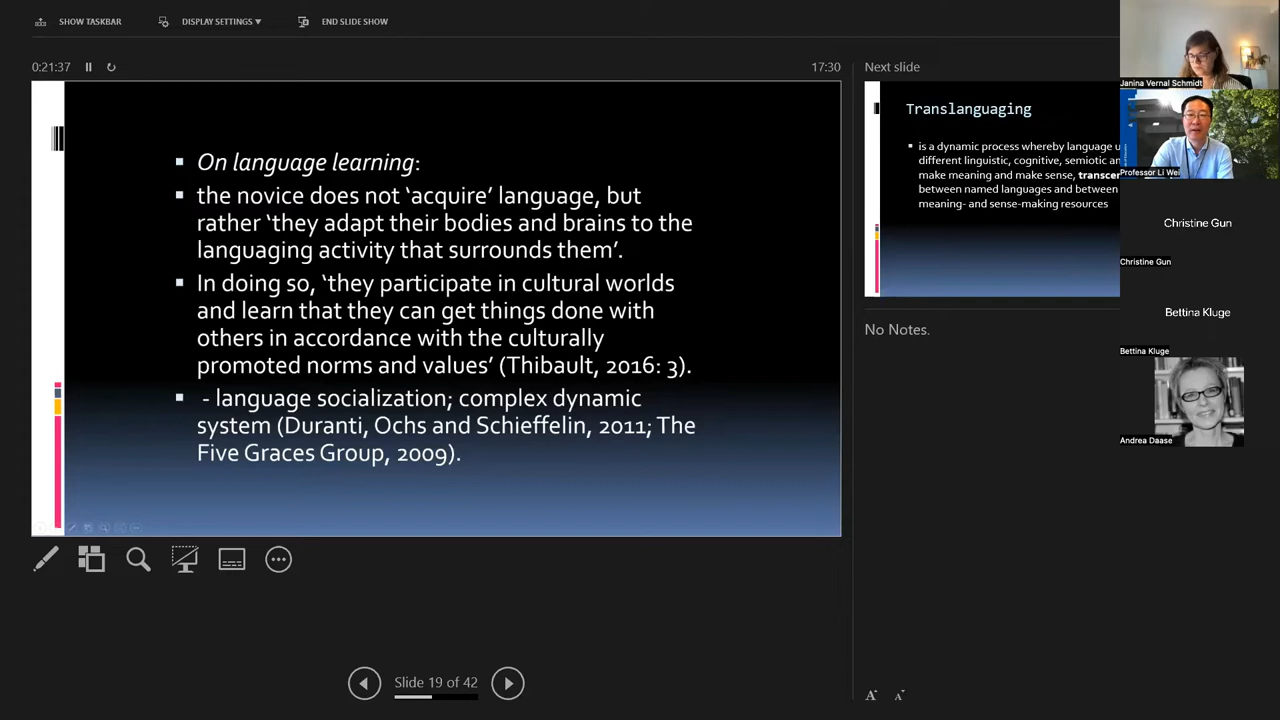 SHOW TASKBAR
DISPLAY SETTINGS ▼
END SLIDE SHOW
0:21:37
17:30
Next slide
On language learning:
the novice does not ‘acquire’ language, but
rather ‘they adapt their bodies and brains to the
languaging activity that surrounds them’.
In doing so, ‘they participate in cultural worlds
and learn that they can get things done with
others in accordance with the culturally
promoted norms and values’ (Thibault, 2016: 3).
- language socialization; complex dynamic
system (Duranti, Ochs and Schieffelin, 2011; The
Five Graces Group, 2009).
Translanguaging
is a dynamic process whereby language u
different linguistic, cognitive, semiotic an
make meaning and make sense, transcen
between named languages and between
meaning- and sense-making resources
No Notes.
Slide 19 of 42
Janina Vernal Schmidt
Professor Li Wei
Christine Gun
Christine Gun
Bettina Kluge
Bettina Kluge
Andrea Daase